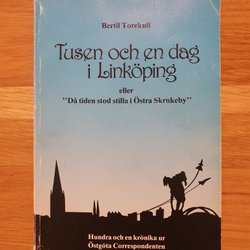 Bertil Torekull
Tusen och en dag
i Linköping
eller
"Då tiden stod stilla i Östra Skrukeby"
Hundra och en krönika ur
Östgöta Correspondenten